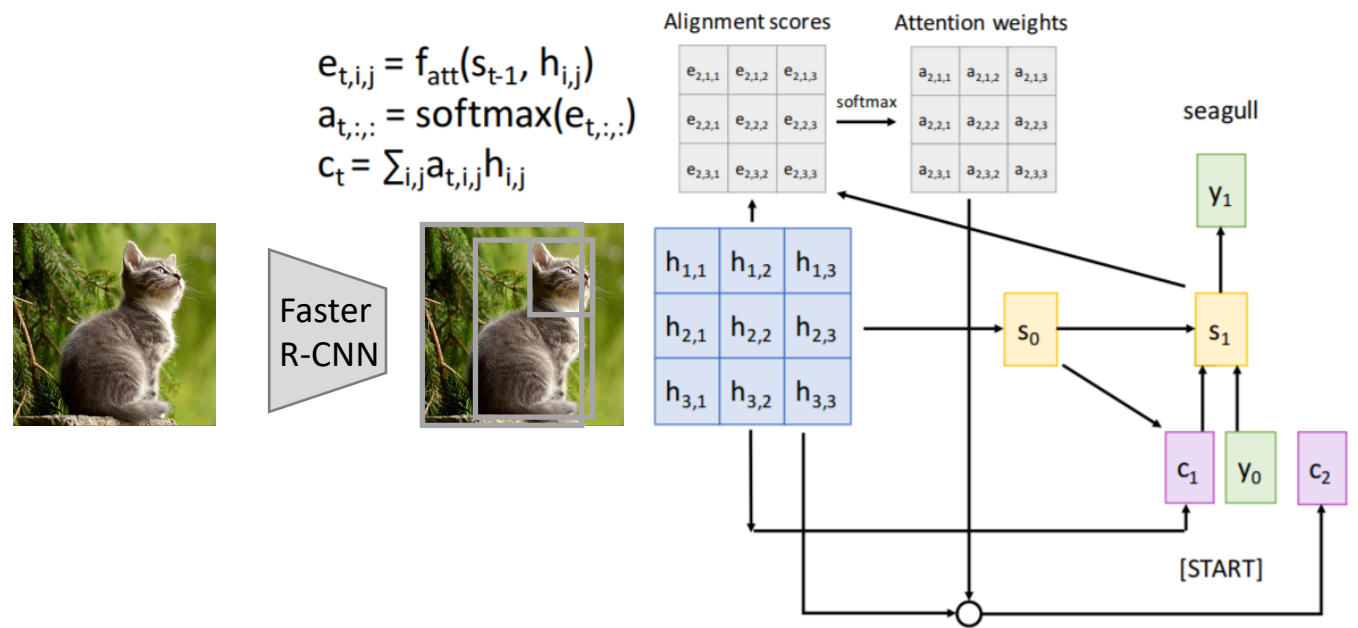 Alignment scores
Attention weights
e_{t,i,j} = f_{att}(s_{t-1}, h_{i,j})
a_{t,:,:} = softmax(e_{t,:,:})
c_t = ∑_{i,j}a_{t,i,j}h_{i,j}
e_{2,1,1} e_{2,1,2} e_{2,1,3}
e_{2,2,1} e_{2,2,2} e_{2,2,3}
e_{2,3,1} e_{2,3,2} e_{2,3,3}
softmax
a_{2,1,1} a_{2,1,2} a_{2,1,3}
a_{2,2,1} a_{2,2,2} a_{2,2,3}
a_{2,3,1} a_{2,3,2} a_{2,3,3}
seagull
y_1
Faster
R-CNN
h_{1,1} h_{1,2} h_{1,3}
h_{2,1} h_{2,2} h_{2,3}
h_{3,1} h_{3,2} h_{3,3}
s_0
s_1
c_1
y_0
c_2
[START]